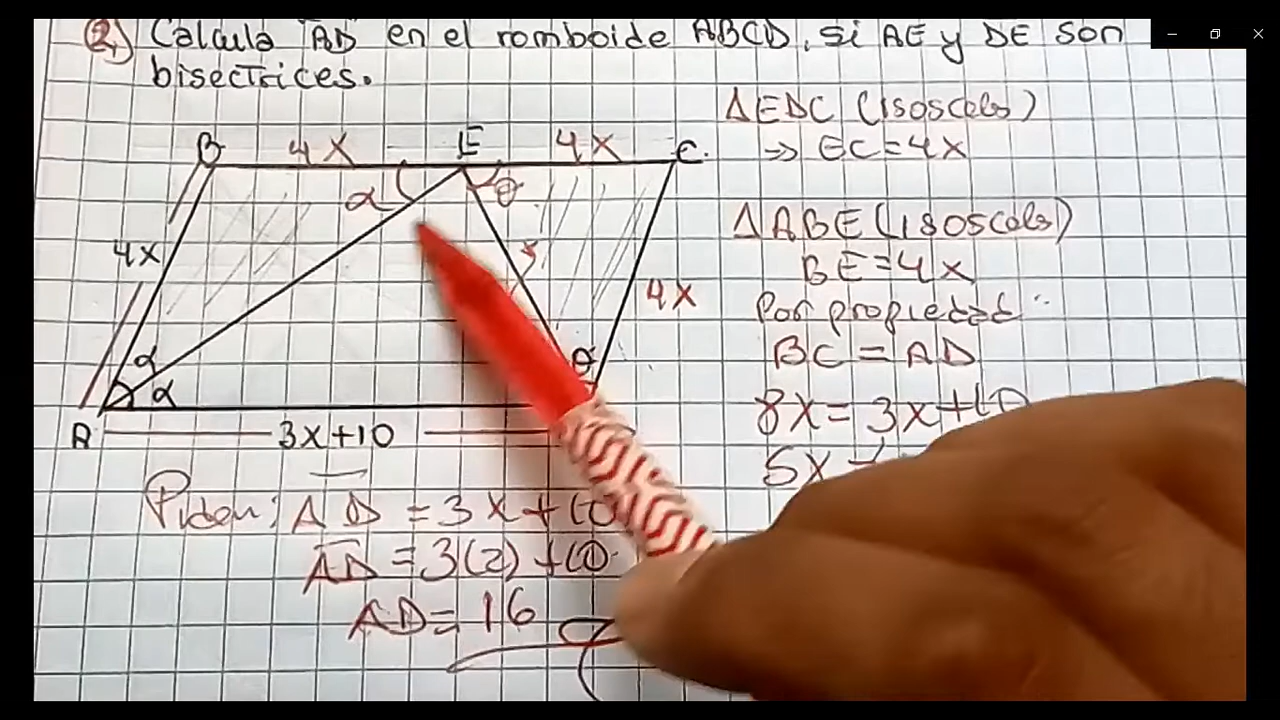 2) Calcula AD en el romboide ABCD, si AE y DE son
bisectrices.
B 4X E 4X C
α θ
4X
4X
α α θ
A 3X+10
Piden: AD = 3X+10
AD = 3(2)+10
AD = 16
ΔEDC (isosceles)
⇒ EC=4X
ΔABE (isosceles)
BE=4X
Por propiedad:
BC = AD
8X = 3X+10
5X